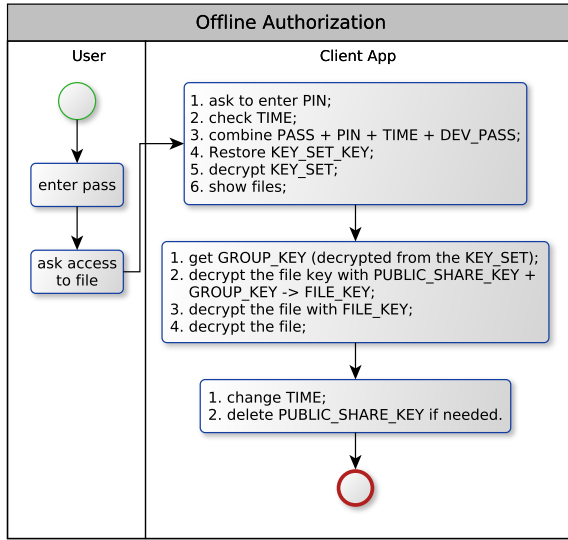 Offline Authorization
User
Client App
enter pass
ask access
to file
1. ask to enter PIN;
2. check TIME;
3. combine PASS + PIN + TIME + DEV_PASS;
4. Restore KEY_SET_KEY;
5. decrypt KEY_SET;
6. show files;
1. get GROUP_KEY (decrypted from the KEY_SET);
2. decrypt the file key with PUBLIC_SHARE_KEY +
GROUP_KEY -> FILE_KEY;
3. decrypt the file with FILE_KEY;
4. decrypt the file;
1. change TIME;
2. delete PUBLIC_SHARE_KEY if needed.